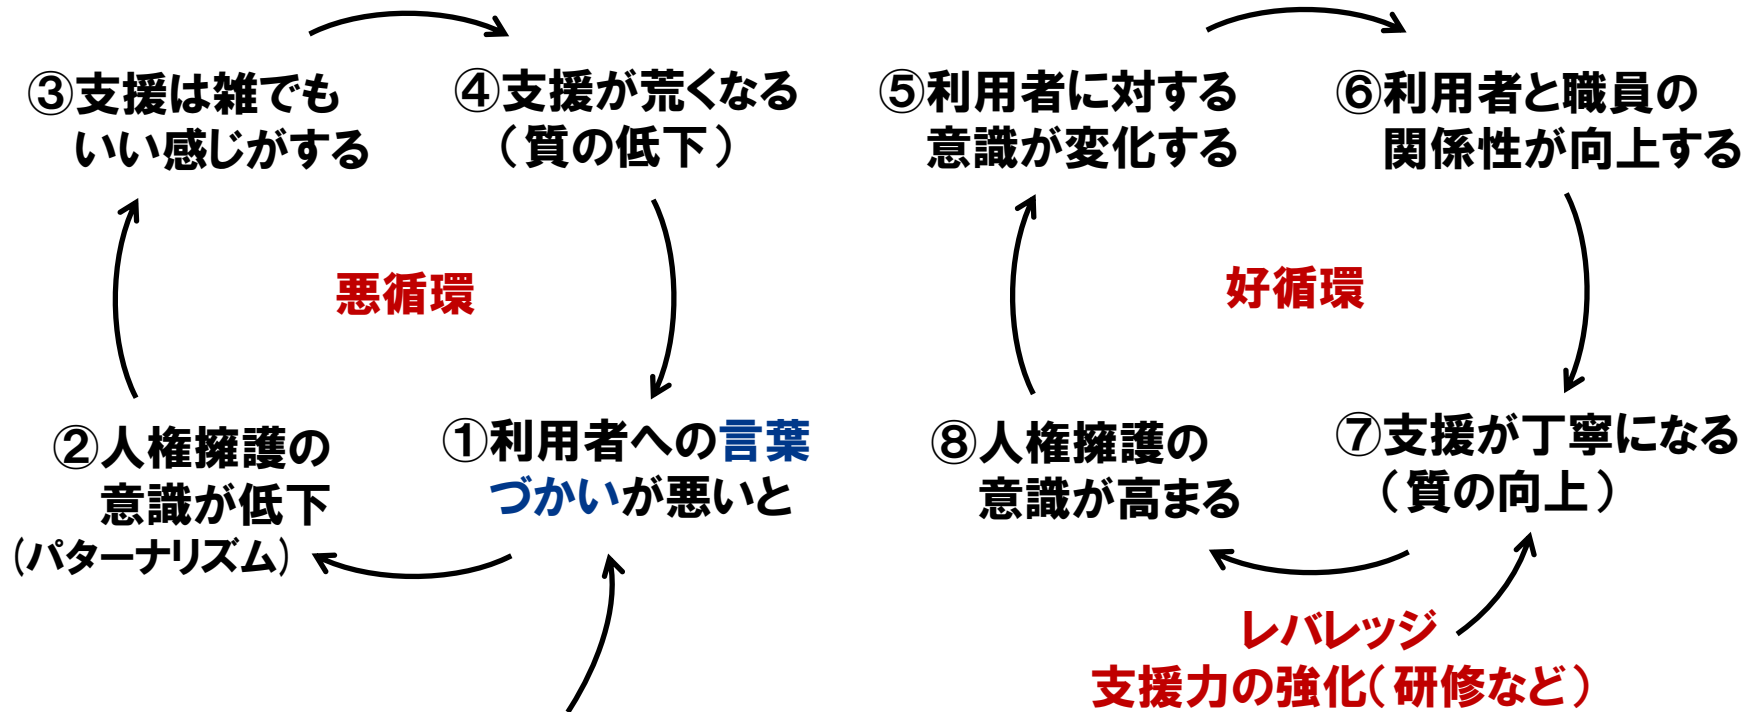 ③支援は雑でも
いい感じがする
④支援が荒くなる
（質の低下）
悪循環
②人権擁護の
意識が低下
（パターナリズム）
①利用者への言葉
づかいが悪いと
⑤利用者に対する
意識が変化する
⑥利用者と職員の
関係性が向上する
好循環
⑧人権擁護の
意識が高まる
⑦支援が丁寧になる
（質の向上）
レバレッジ
支援力の強化（研修など）